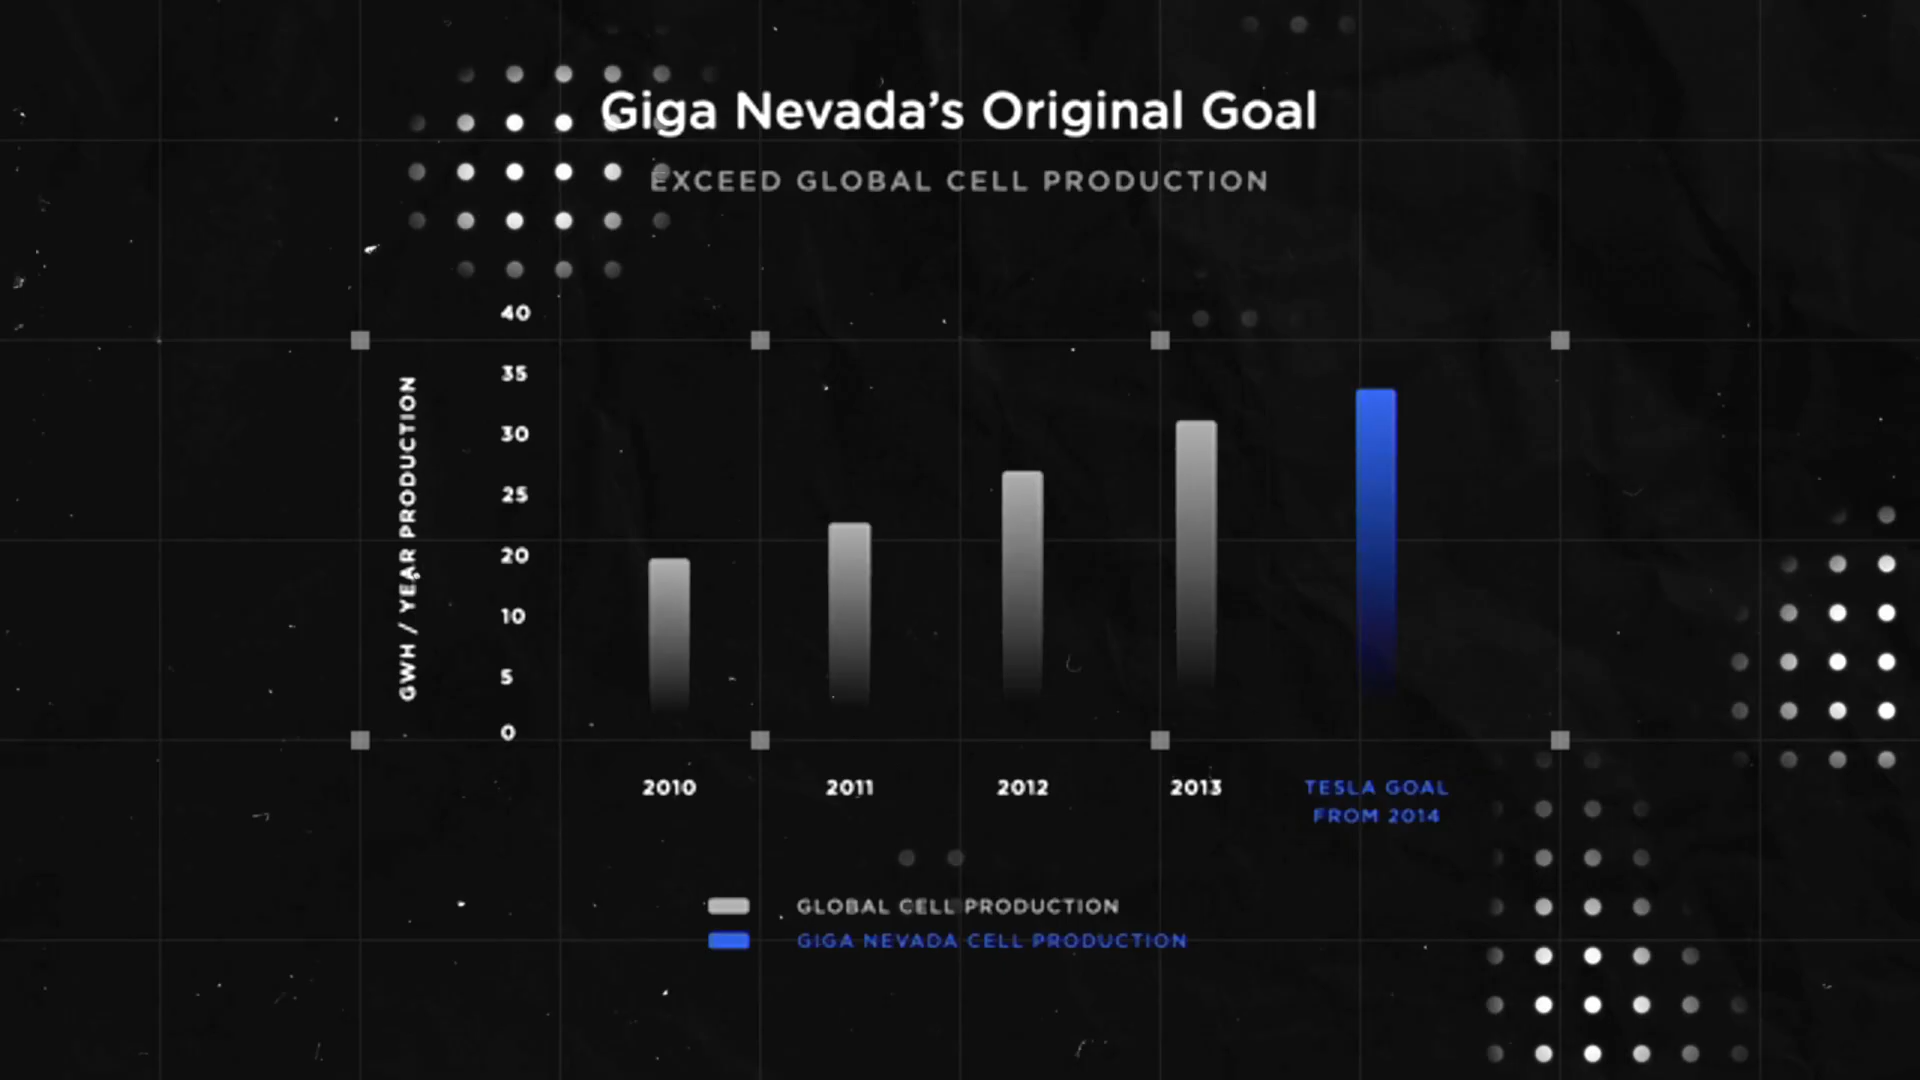 Giga Nevada’s Original Goal
EXCEED GLOBAL CELL PRODUCTION
GWH / YEAR PRODUCTION
40
35
30
25
20
10
5
0
2010
2011
2012
2013
TESLA GOAL
FROM 2014
GLOBAL CELL PRODUCTION
GIGA NEVADA CELL PRODUCTION